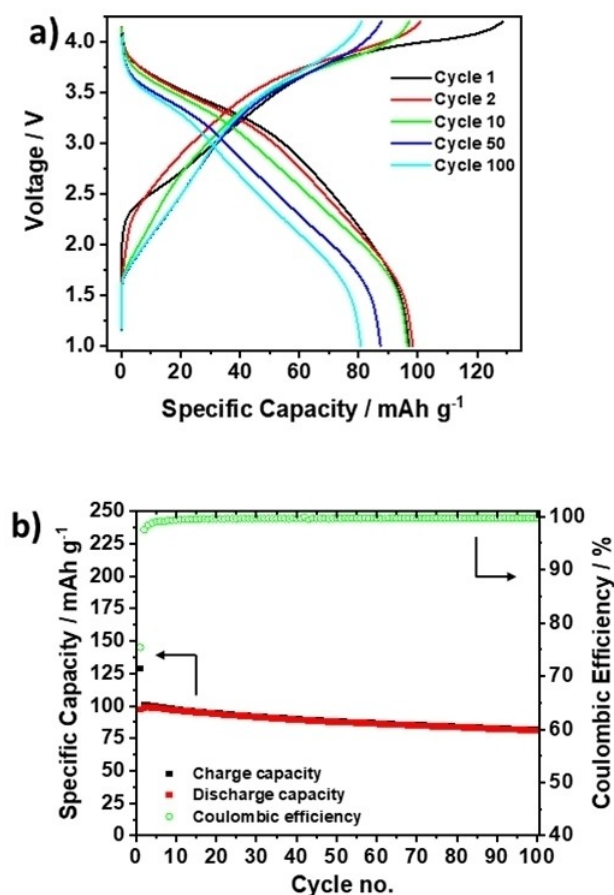 a)
4.0
3.5
3.0
2.5
2.0
1.5
1.0
Voltage / V
Cycle 1
Cycle 2
Cycle 10
Cycle 50
Cycle 100
0 20 40 60 80 100 120
Specific Capacity / mAh g⁻¹
b)
250
225
200
175
150
125
100
75
50
25
0
Specific Capacity / mAh g⁻¹
100
90
80
70
60
50
40
Coulombic Efficiency / %
Charge capacity
Discharge capacity
Coulombic efficiency
0 10 20 30 40 50 60 70 80 90 100
Cycle no.